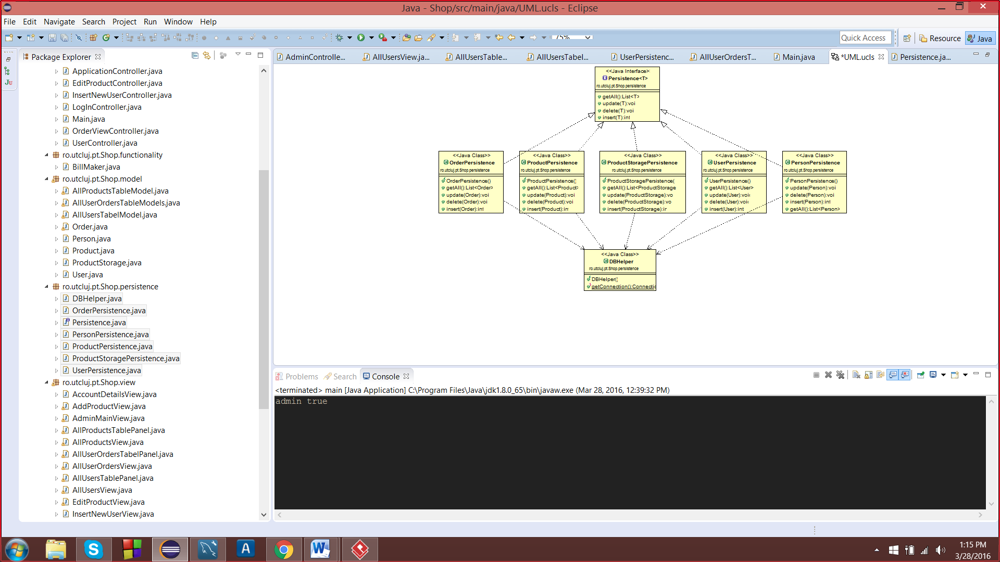 Java - Shop/src/main/java/UML.ucls - Eclipse
File Edit Navigate Search Project Run Window Help
75%
Quick Access
Resource
Java
Package Explorer
ApplicationController.java
EditProductController.java
InsertNewUserController.java
LogInController.java
Main.java
OrderViewController.java
UserController.java
ro.utcluj.pt.Shop.functionality
BillMaker.java
ro.utcluj.pt.Shop.model
AllProductsTableModel.java
AllUserOrdersTableModels.java
AllUsersTabelModel.java
Order.java
Person.java
Product.java
ProductStorage.java
User.java
ro.utcluj.pt.Shop.persistence
DBHelper.java
OrderPersistence.java
Persistence.java
PersonPersistence.java
ProductPersistence.java
ProductStoragePersistence.java
UserPersistence.java
ro.utcluj.pt.Shop.view
AccountDetailsView.java
AddProductView.java
AdminMainView.java
AllProductsTablePanel.java
AllProductsView.java
AllUserOrdersTabelPanel.java
AllUserOrdersView.java
AllUsersTablePanel.java
AllUsersView.java
EditProductView.java
InsertNewUserView.java
AdminControlle... AllUsersView.ja... AllUsersTable... AllUsersTabel... UserPersistenc... AllUserOrdersT... Main.java *UML.ucls Persistence.ja...
<<Java Interface>
Persistence<T>
ro.utcluj.pt.Shop.persistence
getAll():List<T>
update(T):voi
delete(T):voi
insert(T):int
<<Java Class>>
OrderPersistence
ro.utcluj.pt.Shop.persistence
OrderPersistence()
getAll():List<Order>
update(Order):voi
delete(Order):voi
insert(Order):int
<<Java Class>>
ProductPersistence
ro.utcluj.pt.Shop.persistence
ProductPersistence()
getAll():List<Product>
update(Product):voi
delete(Product):voi
insert(Product):in
<<Java Class>>
ProductStoragePersistence
ro.utcluj.pt.Shop.persistence
ProductStoragePersistence(
getAll():List<ProductStorage
update(ProductStorage):vo
delete(ProductStorage):vo
insert(ProductStorage):ir
<<Java Class>>
UserPersistence
ro.utcluj.pt.Shop.persistence
UserPersistence()
getAll():List<User>
update(User):voi
delete(User):voi
insert(User):int
<<Java Class>>
PersonPersistence
ro.utcluj.pt.Shop.persistence
PersonPersistence()
update(Person):voi
delete(Person):voi
insert(Person):int
getAll():List<Person>
<<Java Class>>
DBHelper
ro.utcluj.pt.Shop.persistence
DBHelper()
getConnection():Connectio
Problems Search Console
<terminated> main [Java Application] C:\Program Files\Java\jdk1.8.0_65\bin\javaw.exe (Mar 28, 2016, 12:39:32 PM)
admin true
1:15 PM
3/28/2016